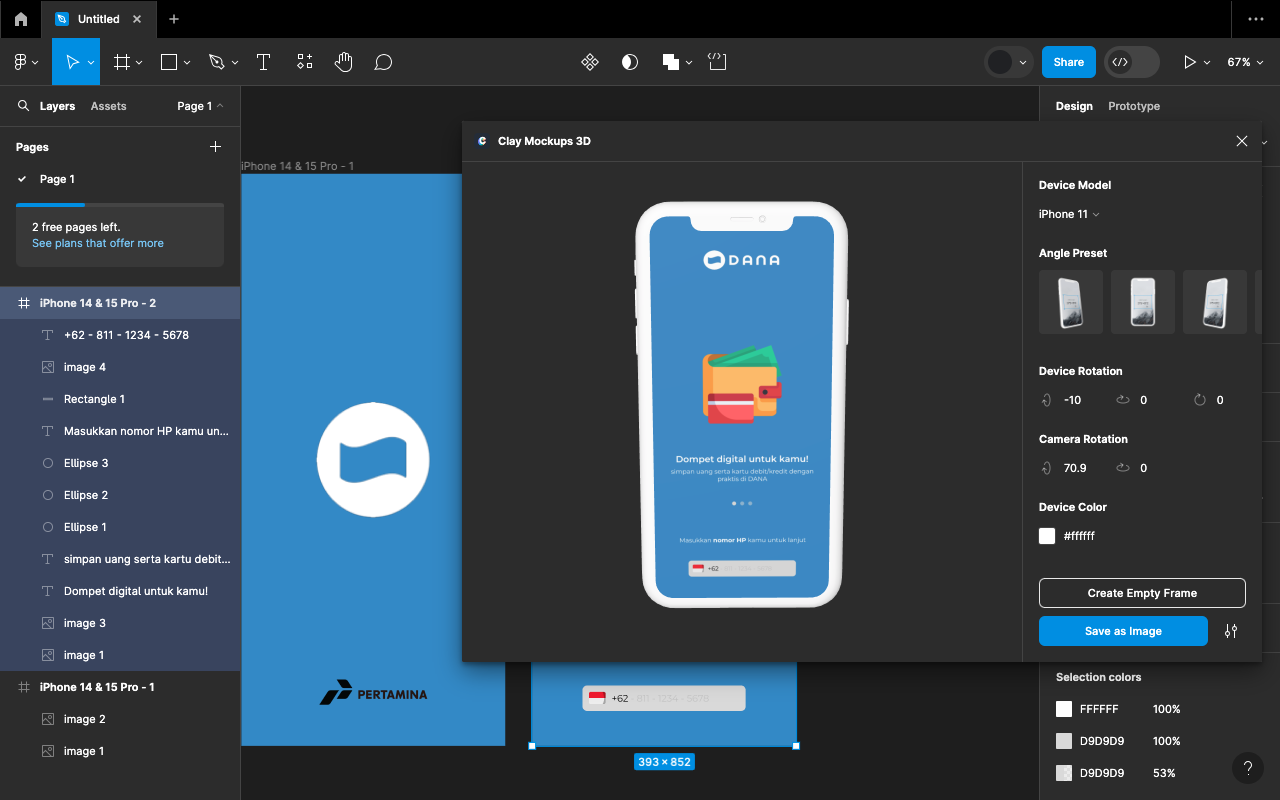 Untitled
Share
67%
Layers
Assets
Page 1
Design
Prototype
Pages
Page 1
2 free pages left.
See plans that offer more
iPhone 14 & 15 Pro - 2
+62 - 811 - 1234 - 5678
image 4
Rectangle 1
Masukkan nomor HP kamu un...
Ellipse 3
Ellipse 2
Ellipse 1
simpan uang serta kartu debit...
Dompet digital untuk kamu!
image 3
image 1
iPhone 14 & 15 Pro - 1
image 2
image 1
iPhone 14 & 15 Pro - 1
PERTAMINA
Clay Mockups 3D
DANA
Dompet digital untuk kamu!
simpan uang serta kartu debit/kredit dengan
praktis di DANA
Masukkan nomor HP kamu untuk lanjut.
+62 811 - 1234 - 5678
Device Model
iPhone 11
Angle Preset
Device Rotation
-10 0 0
Camera Rotation
70.9 0
Device Color
#ffffff
Create Empty Frame
Save as Image
+62 811 - 1234 - 5678
393 × 852
Selection colors
FFFFFF 100%
D9D9D9 100%
D9D9D9 53%
?